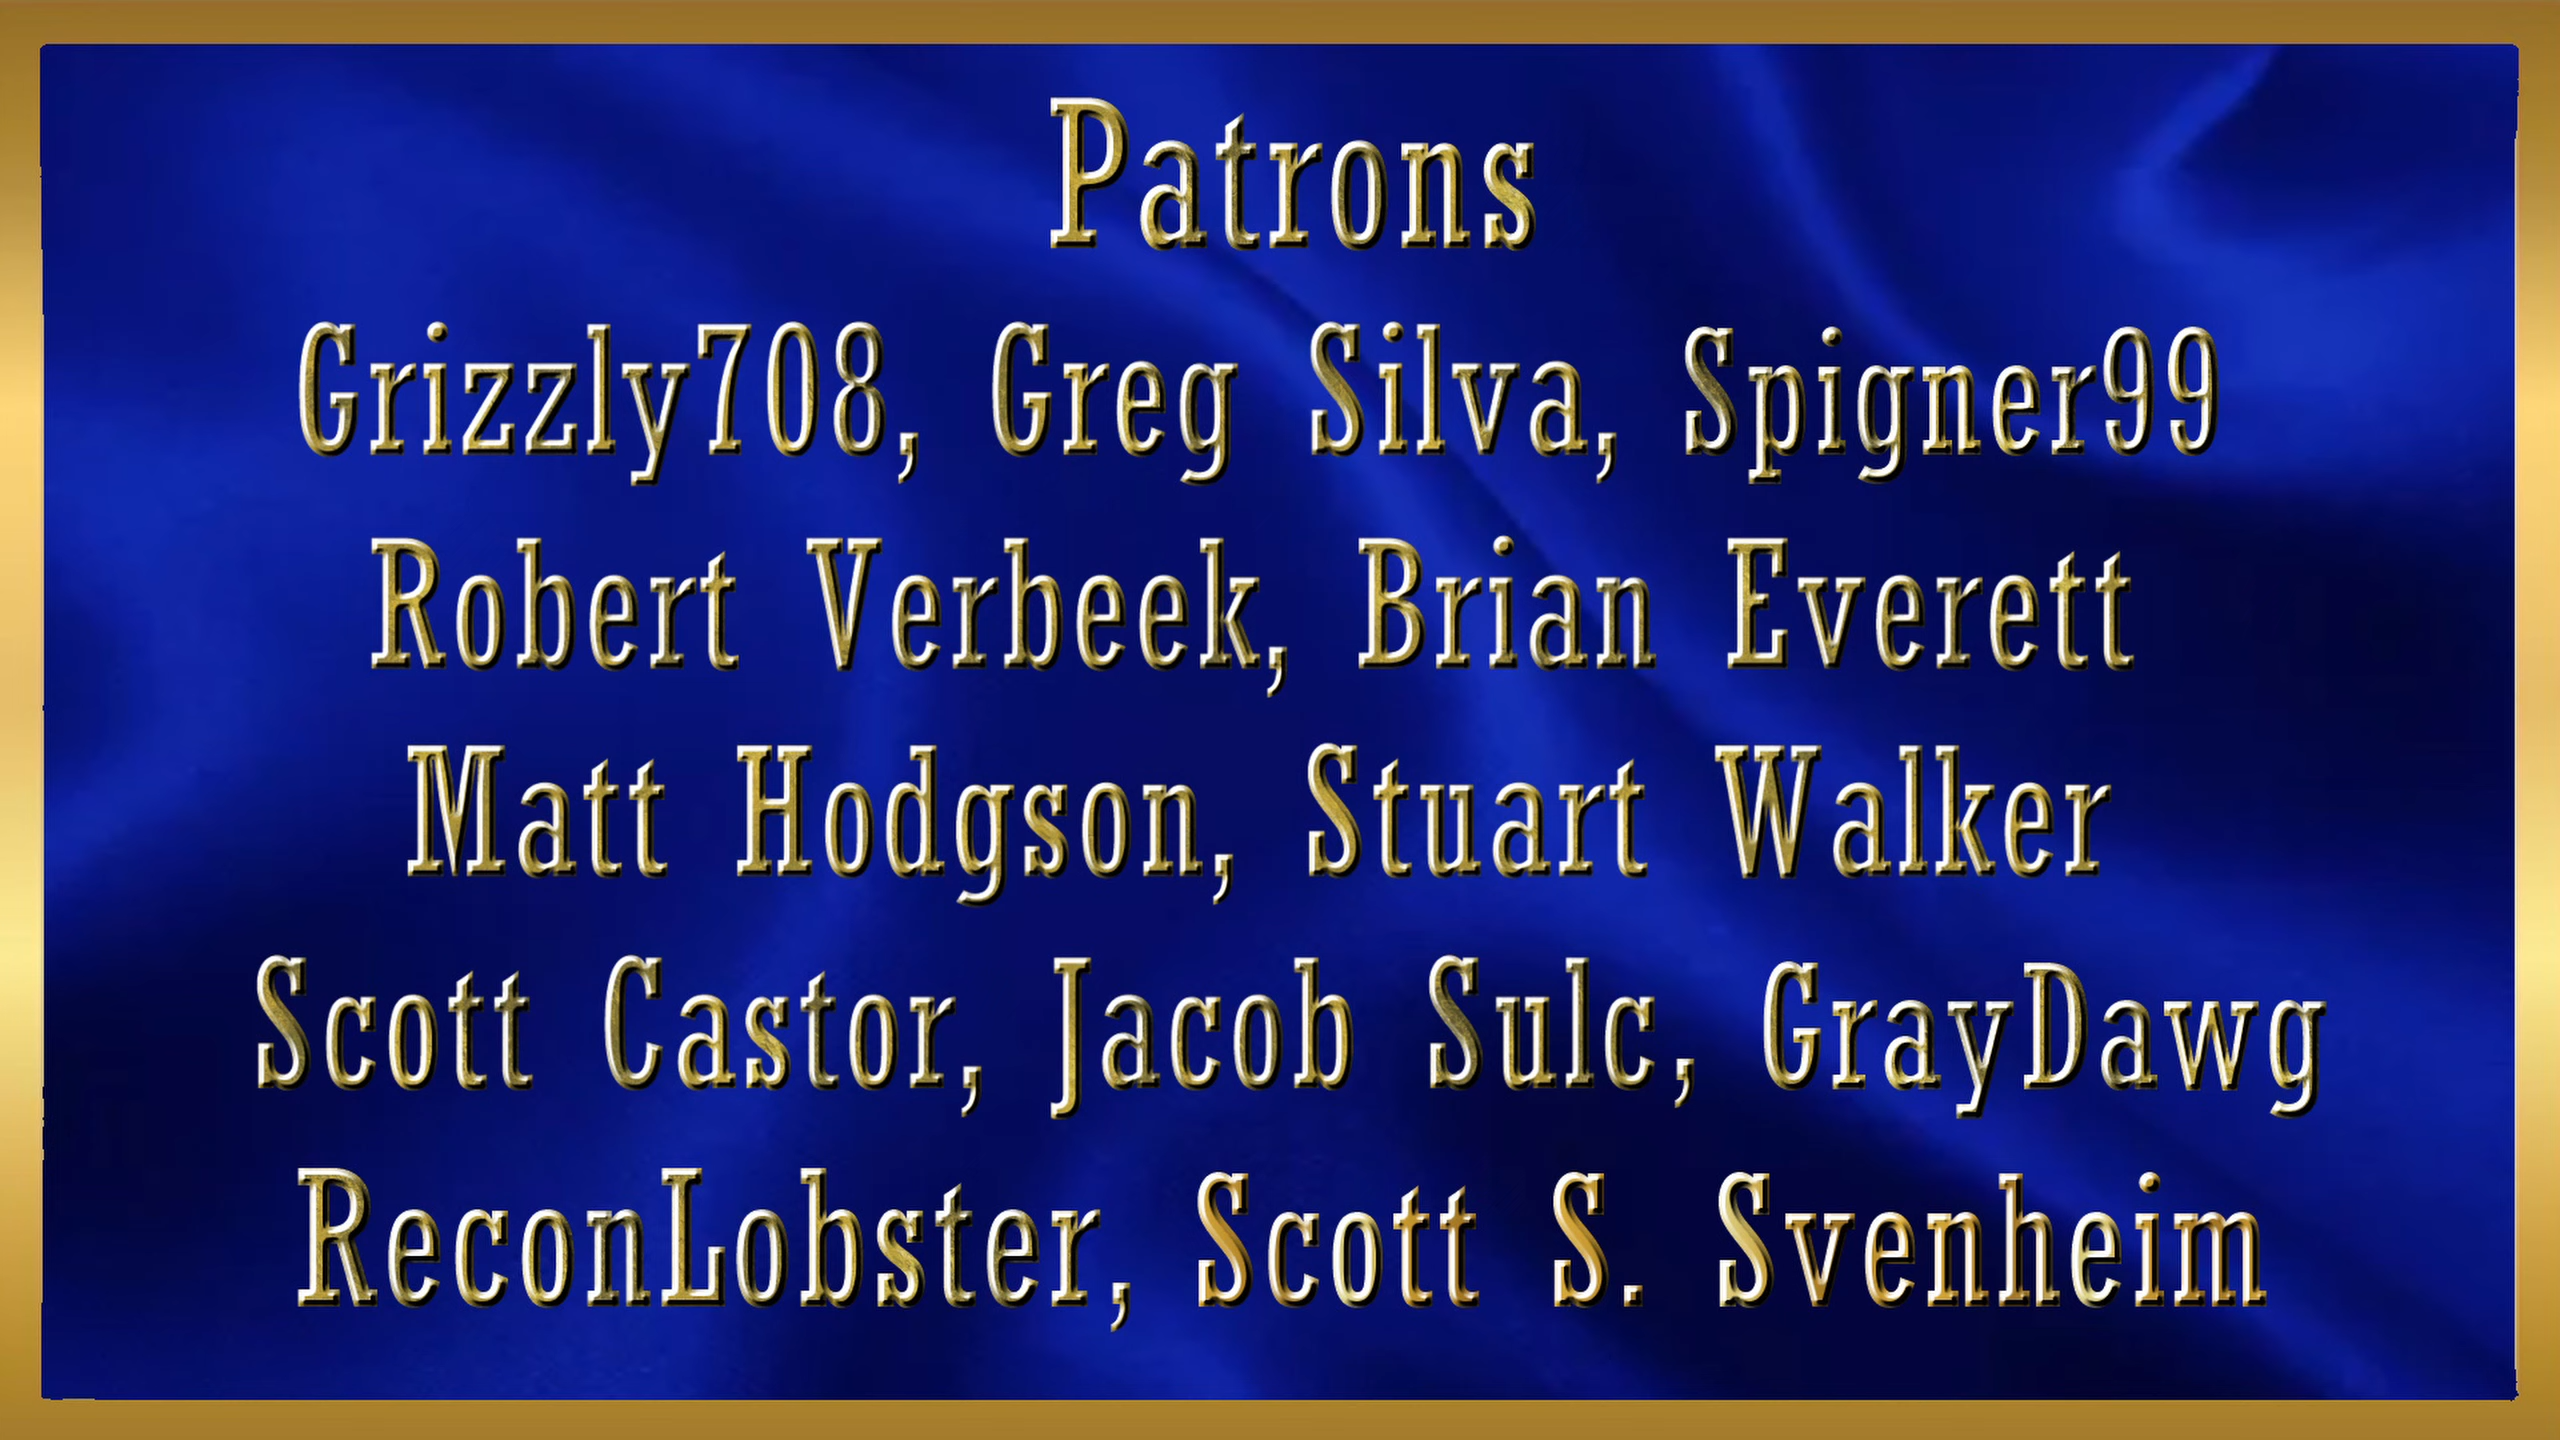 Patrons
Grizzly708, Greg Silva, Spigner99
Robert Verbeek, Brian Everett
Matt Hodgson, Stuart Walker
Scott Castor, Jacob Sulc, GrayDawg
ReconLobster, Scott S. Svenheim